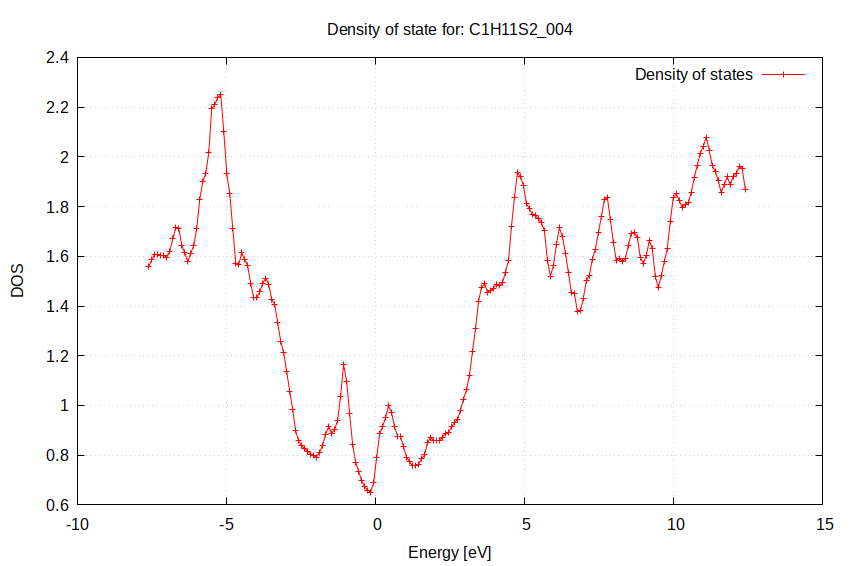 Density of state for: C1H11S2_004
Density of states
2.4
2.2
2
1.8
1.6
1.4
1.2
1
0.8
0.6
DOS
-10 -5 0 5 10 15
Energy [eV]